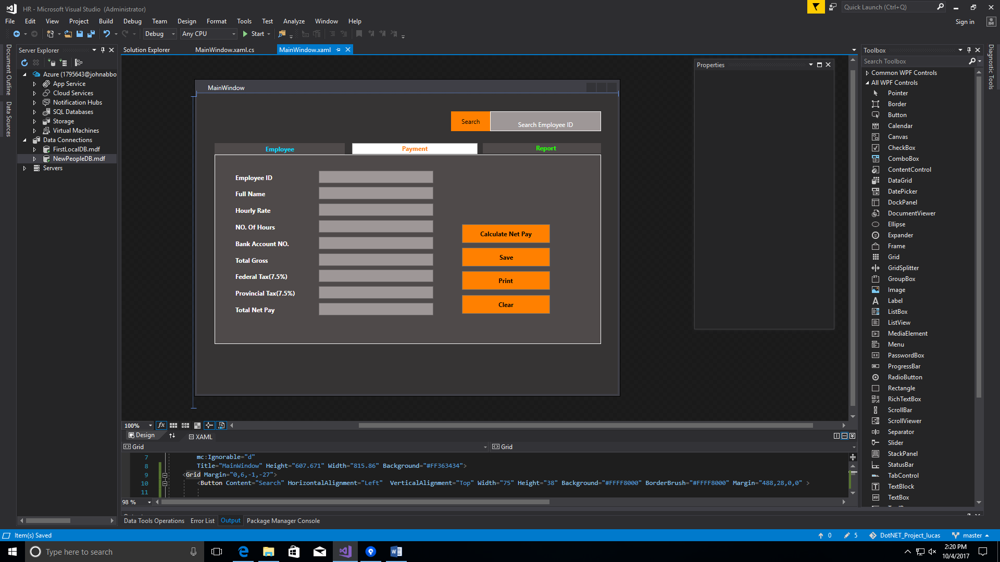 HR - Microsoft Visual Studio (Administrator)
Quick Launch (Ctrl+Q)
File Edit View Project Build Debug Team Design Format Tools Test Analyze Window Help
Sign in
Debug Any CPU Start
Document Outline
Data Sources
Server Explorer
Azure (1795643@johnabbo
App Service
Cloud Services
Notification Hubs
SQL Databases
Storage
Virtual Machines
Data Connections
FirstLocalDB.mdf
NewPeopleDB.mdf
Servers
Solution Explorer MainWindow.xaml.cs MainWindow.xaml
MainWindow
Search
Search Employee ID
Employee Payment Report
Employee ID
Full Name
Hourly Rate
NO. Of Hours
Bank Account NO.
Total Gross
Federal Tax(7.5%)
Provincial Tax(7.5%)
Total Net Pay
Calculate Net Pay
Save
Print
Clear
Properties
Toolbox
Search Toolbox
Common WPF Controls
All WPF Controls
Pointer
Border
Button
Calendar
Canvas
CheckBox
ComboBox
ContentControl
DataGrid
DatePicker
DockPanel
DocumentViewer
Ellipse
Expander
Frame
Grid
GridSplitter
GroupBox
Image
Label
ListBox
ListView
MediaElement
Menu
PasswordBox
ProgressBar
RadioButton
Rectangle
RichTextBox
ScrollBar
ScrollViewer
Separator
Slider
StackPanel
StatusBar
TabControl
TextBlock
TextBox
Diagnostic Tools
100%
Design XAML
Grid Grid
7 mc:Ignorable="d"
8 Title="MainWindow" Height="607.671" Width="815.86" Background="#FF363434">
9 <Grid Margin="0,6,-1,-27">
10 <Button Content="Search" HorizontalAlignment="Left" VerticalAlignment="Top" Width="75" Height="38" Background="#FFFF8000" BorderBrush="#FFFF8000" Margin="488,28,0,0" >
11
98 %
Data Tools Operations Error List Output Package Manager Console
Item(s) Saved
0 5 DotNET_Project_lucas master
Type here to search
2:20 PM
10/4/2017